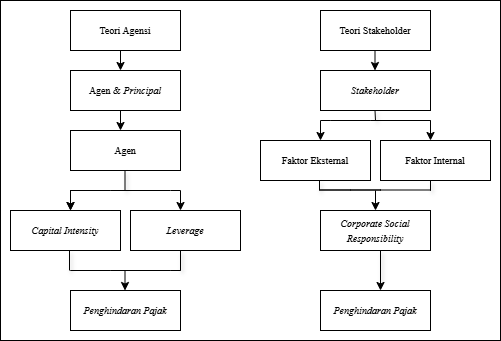 Teori Agensi
Agen & Principal
Agen
Capital Intensity
Leverage
Penghindaran Pajak
Teori Stakeholder
Stakeholder
Faktor Eksternal
Faktor Internal
Corporate Social
Responsibility
Penghindaran Pajak